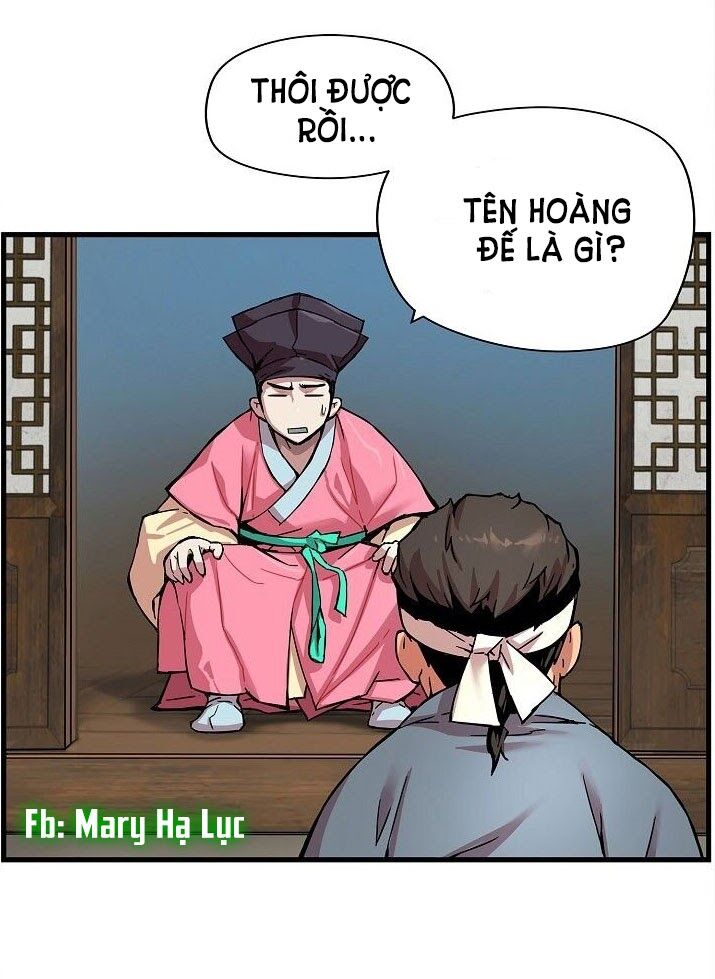 THÔI ĐƯỢC
RỒI...
TÊN HOÀNG
ĐẾ LÀ GÌ?
Fb: Mary Hạ Lục